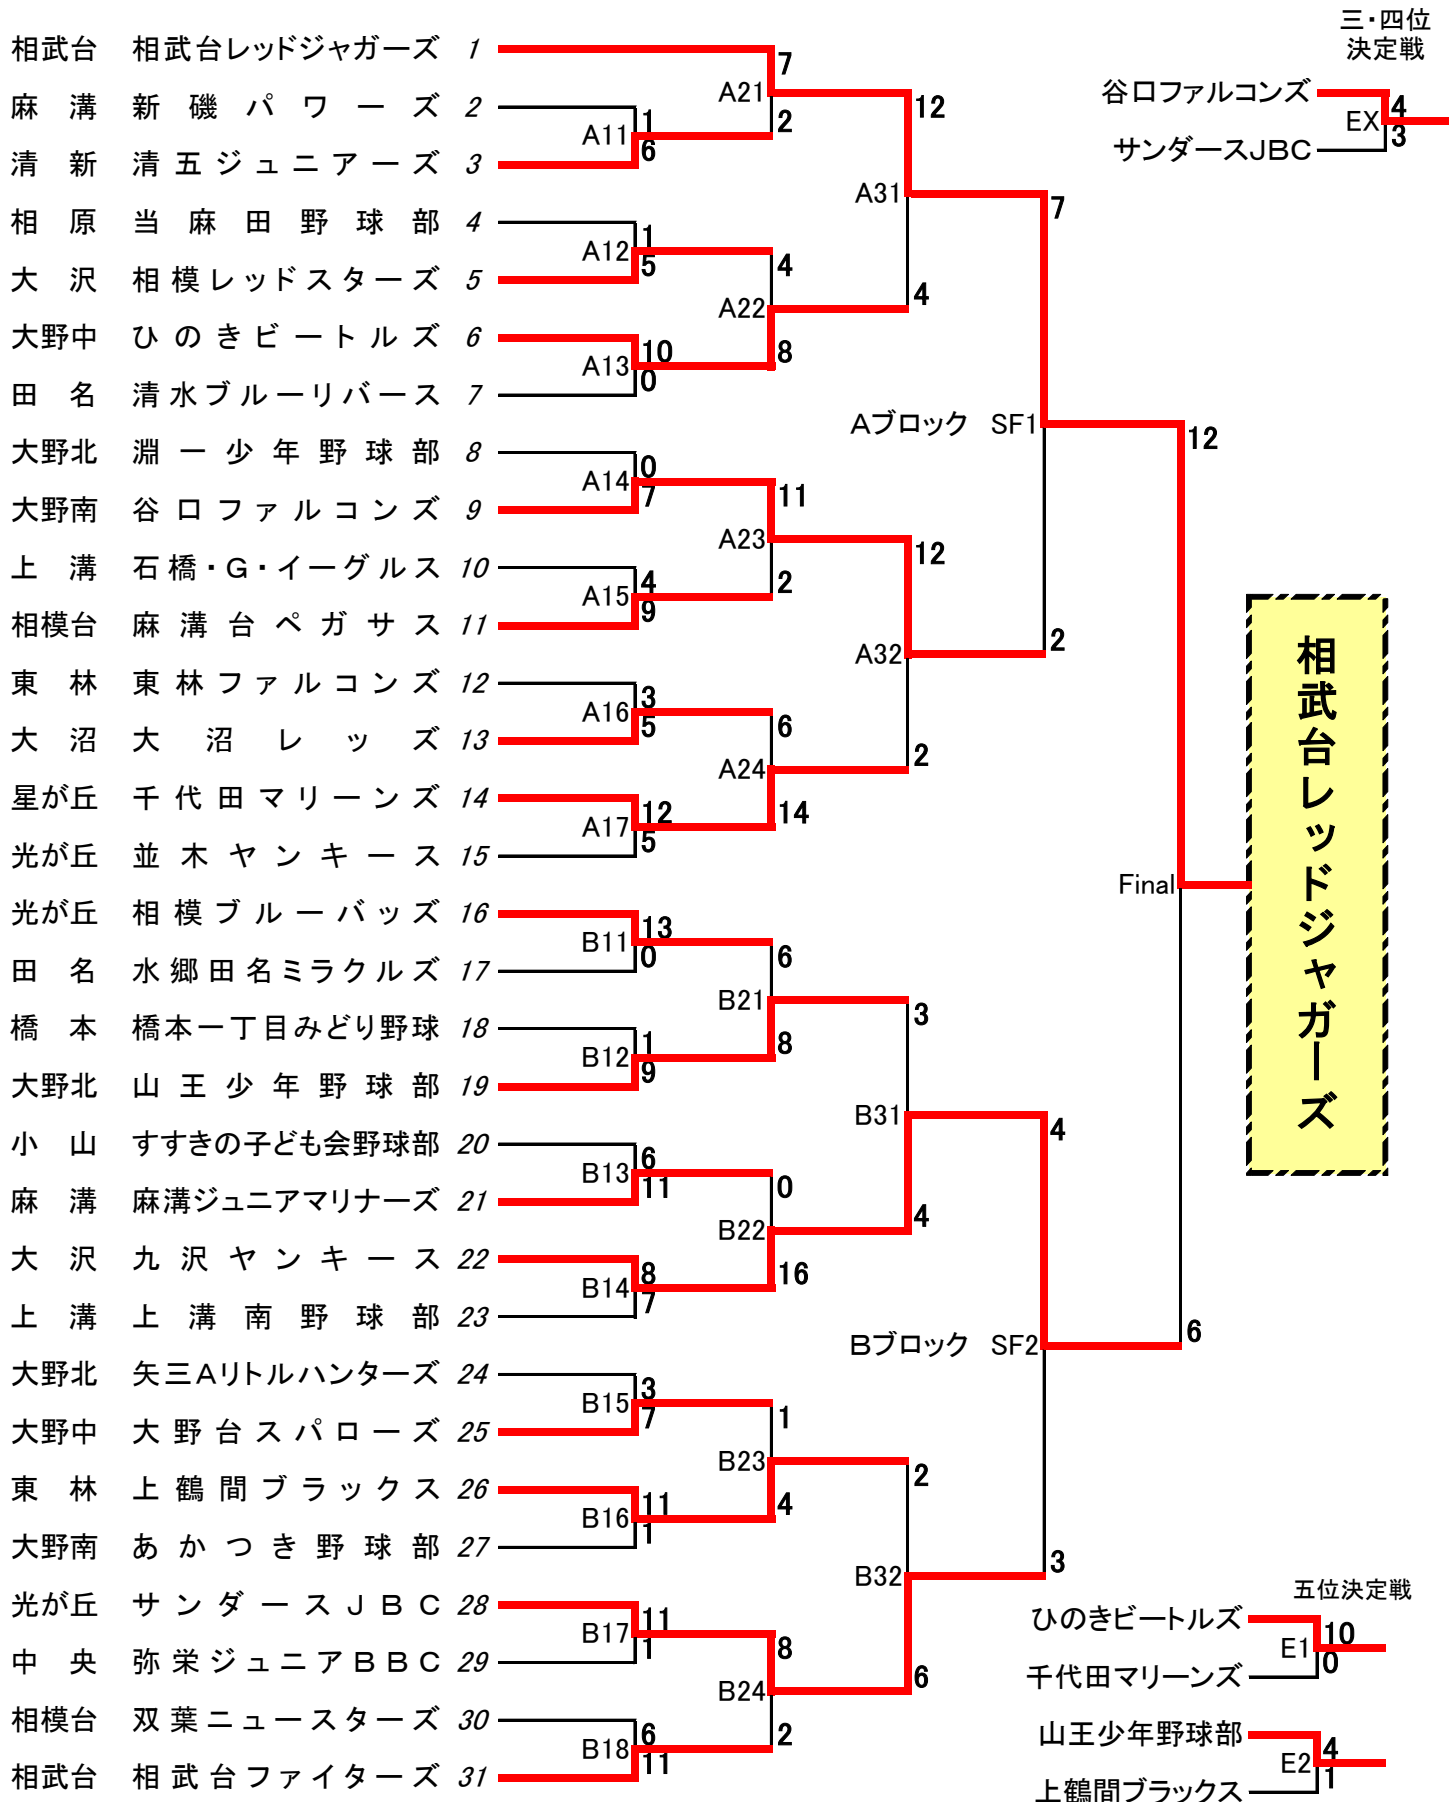 三・四位
決定戦
相武台 相武台レッドジャガーズ 1
麻溝 新磯パワーズ 2
清新 清五ジュニアーズ 3
相原 当麻田野球部 4
大沢 相模レッドスターズ 5
大野中 ひのきビートルズ 6
田名 清水ブルーリバース 7
大野北 淵一少年野球部 8
大野南 谷口ファルコンズ 9
上溝 石橋・G・イーグルス 10
相模台 麻溝台ペガサス 11
東林 東林ファルコンズ 12
大沼 大沼レッズ 13
星が丘 千代田マリーンズ 14
光が丘 並木ヤンキース 15
光が丘 相模ブルーバッズ 16
田名 水郷田名ミラクルズ 17
橋本 橋本一丁目みどり野球 18
大野北 山王少年野球部 19
小山 すすきの子ども会野球部 20
麻溝 麻溝ジュニアマリナーズ 21
大沢 九沢ヤンキース 22
上溝 上溝南野球部 23
大野北 矢三Aリトルハンターズ 24
大野中 大野台スパローズ 25
東林 上鶴間ブラックス 26
大野南 あかつき野球部 27
光が丘 サンダースJBC 28
中央 弥栄ジュニアBBC 29
相模台 双葉ニュースターズ 30
相武台 相武台ファイターズ 31
A11 1 6
A12 1 5
A13 10 0
A14 0 7
A15 4 9
A16 3 5
A17 12 5
B11 13 0
B12 1 9
B13 6 11
B14 8 7
B15 3 7
B16 11 1
B17 11 1
B18 6 11
A21 7 2
A22 4 8
A23 11 2
A24 6 14
B21 6 8
B22 0 16
B23 1 4
B24 8 2
A31 12 4
A32 12 2
B31 3 4
B32 2 6
Aブロック SF1 7 2
Bブロック SF2 4 3
Final 12 6
相武台レッドジャガーズ
谷口ファルコンズ 4
EX
サンダースJBC 3
五位決定戦
ひのきビートルズ 10
E1
千代田マリーンズ 0
山王少年野球部 4
E2
上鶴間ブラックス 1